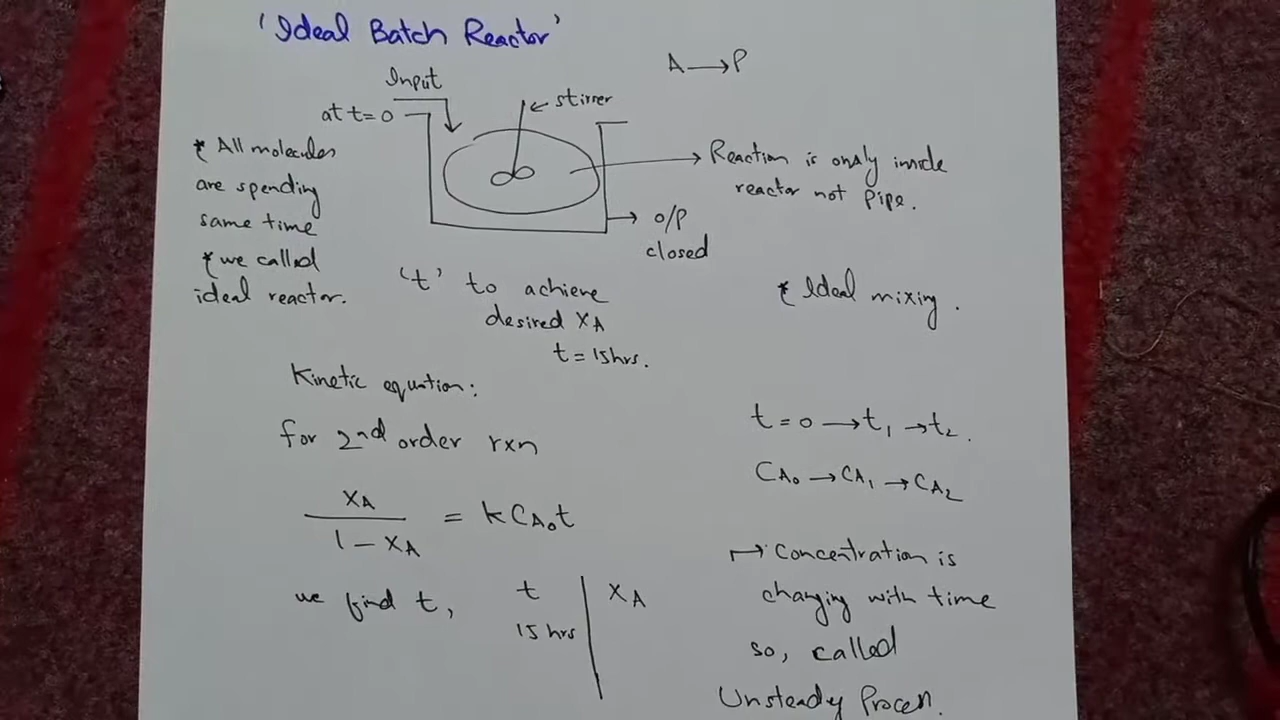 'Ideal Batch Reactor'
A → P
Input
at t = 0
stirrer
* All molecules
are spending
same time
* we called
ideal reactor.
Reaction is only inside
reactor not pipe.
o/p
closed
't' to achieve
desired XA
t = 15hrs.
* Ideal mixing.
Kinetic equation:
for 2nd order rxn
XA / 1 - XA = k CA₀t
we find t,
t | XA
15 hrs
t = 0 → t₁ → t₂.
CA₀ → CA₁ → CA₂
→ Concentration is
changing with time
so, called
Unsteady Process.